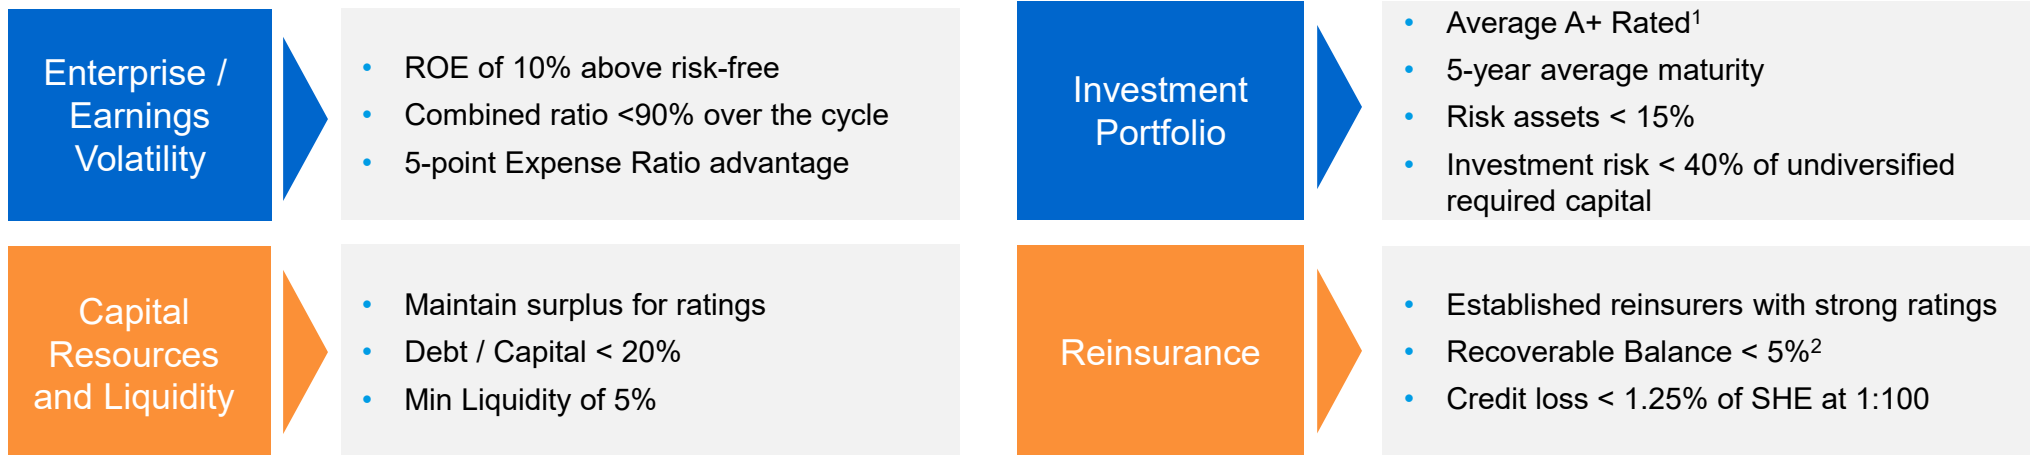 Enterprise /
Earnings
Volatility
• ROE of 10% above risk-free
• Combined ratio <90% over the cycle
• 5-point Expense Ratio advantage
Investment
Portfolio
• Average A+ Rated¹
• 5-year average maturity
• Risk assets < 15%
• Investment risk < 40% of undiversified
required capital
Capital
Resources
and Liquidity
• Maintain surplus for ratings
• Debt / Capital < 20%
• Min Liquidity of 5%
Reinsurance
• Established reinsurers with strong ratings
• Recoverable Balance < 5%²
• Credit loss < 1.25% of SHE at 1:100